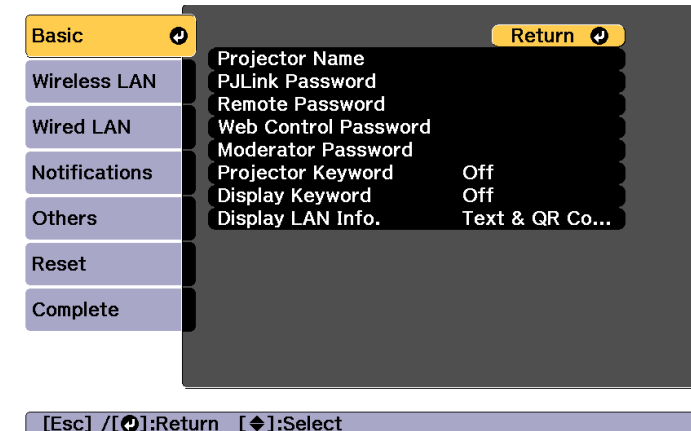 Basic
Wireless LAN
Wired LAN
Notifications
Others
Reset
Complete
Return
Projector Name
PJLink Password
Remote Password
Web Control Password
Moderator Password
Projector Keyword Off
Display Keyword Off
Display LAN Info. Text & QR Co...
[Esc] /[⏎]:Return [◆]:Select